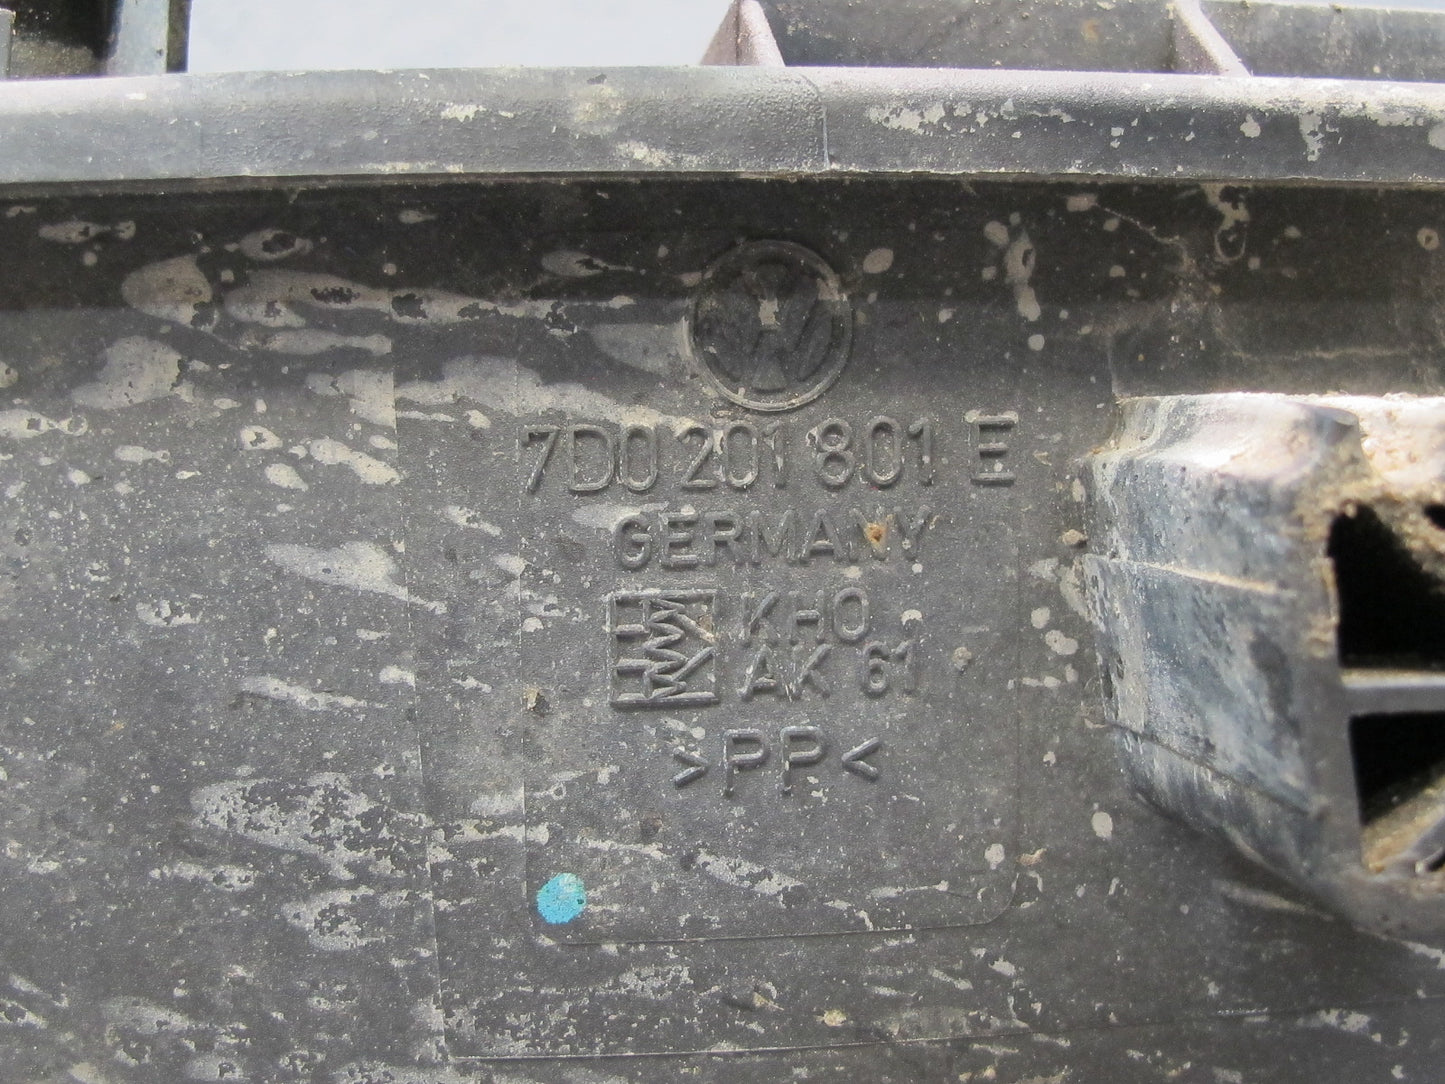 7D0 201 801 E
GERMANY
KHO
AK 61
>PP<